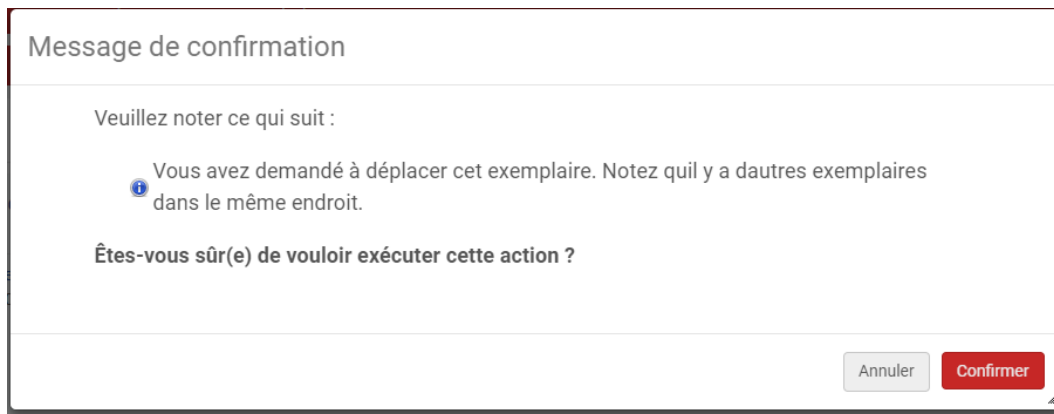 Message de confirmation
Veuillez noter ce qui suit :
Vous avez demandé à déplacer cet exemplaire. Notez quil y a dautres exemplaires
dans le même endroit.
Êtes-vous sûr(e) de vouloir exécuter cette action ?
Annuler
Confirmer